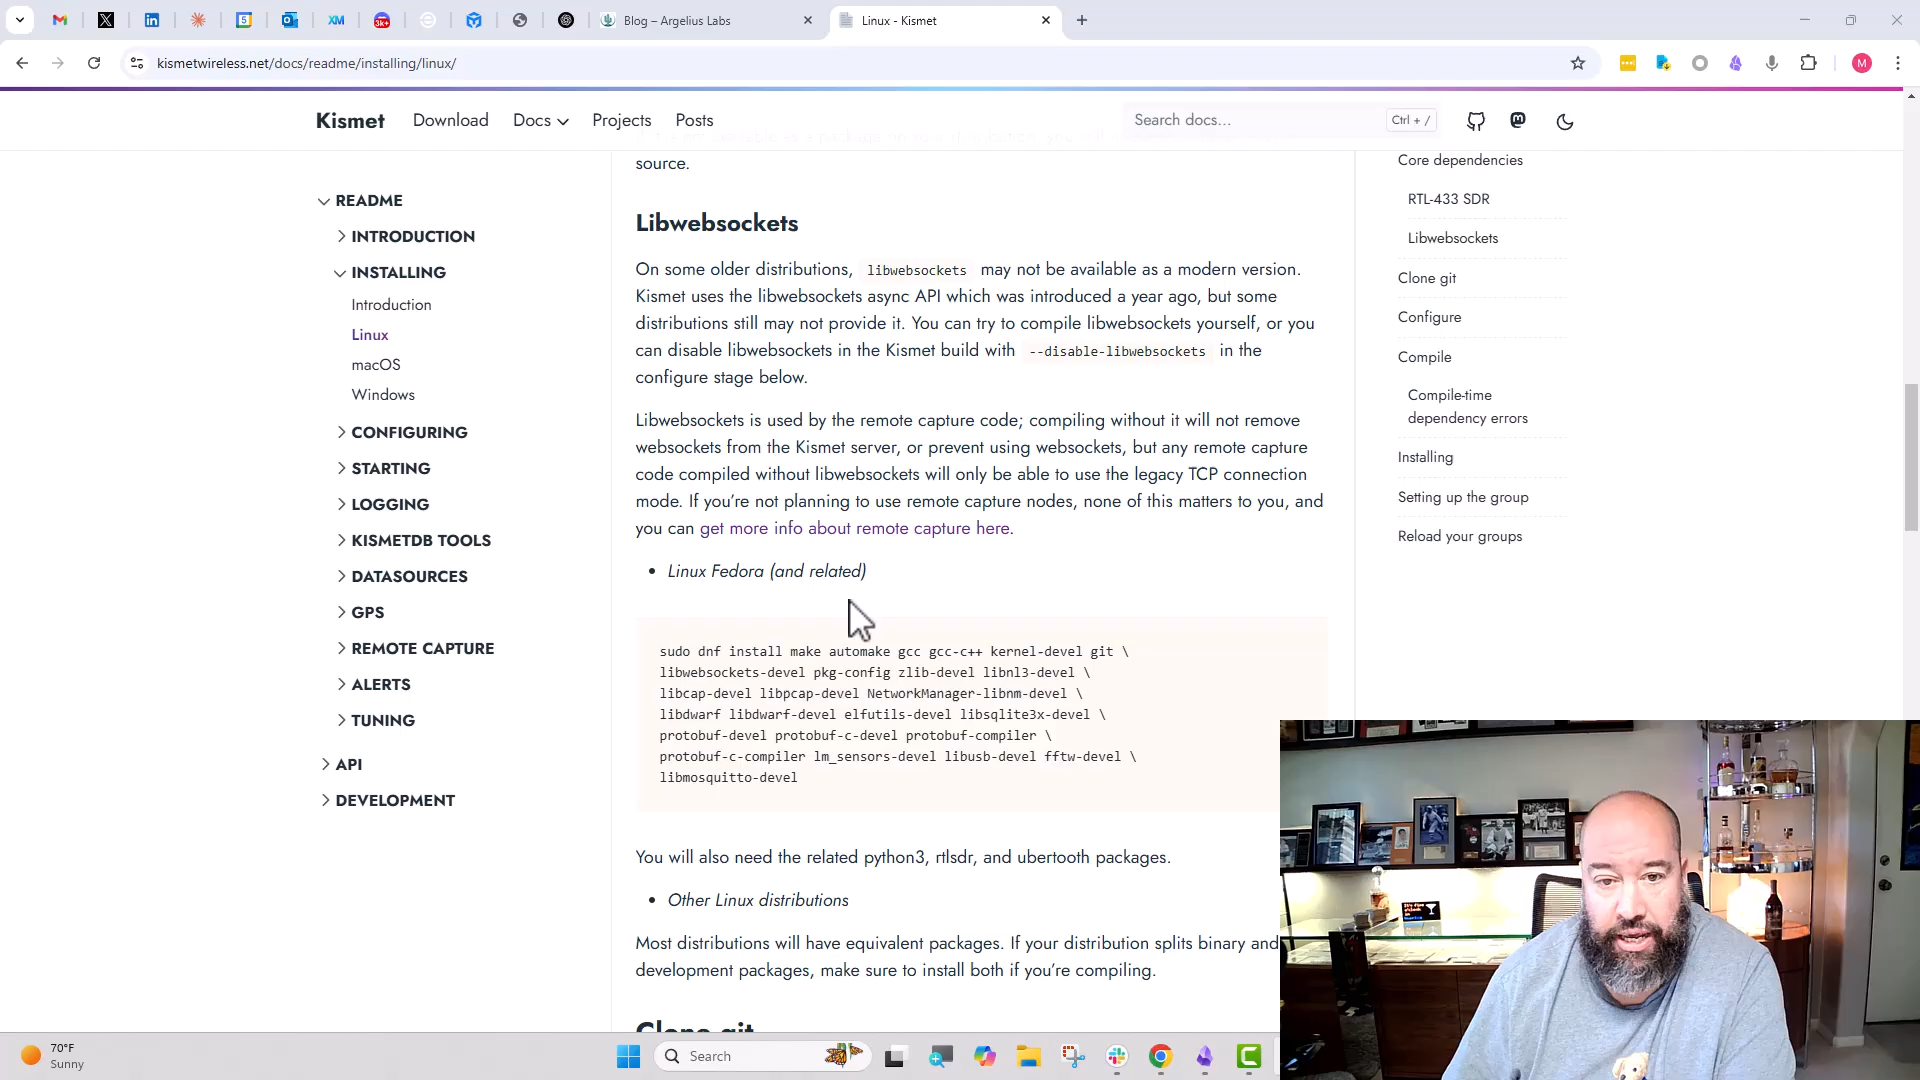 Blog – Argelius Labs
Linux - Kismet
kismetwireless.net/docs/readme/installing/linux/
M
Kismet
Download
Docs
Projects
Posts
Search docs...
Ctrl + /
README
INTRODUCTION
INSTALLING
Introduction
Linux
macOS
Windows
CONFIGURING
STARTING
LOGGING
KISMETDB TOOLS
DATASOURCES
GPS
REMOTE CAPTURE
ALERTS
TUNING
API
DEVELOPMENT
source.
Libwebsockets
On some older distributions, libwebsockets may not be available as a modern version.
Kismet uses the libwebsockets async API which was introduced a year ago, but some
distributions still may not provide it. You can try to compile libwebsockets yourself, or you
can disable libwebsockets in the Kismet build with --disable-libwebsockets in the
configure stage below.
Libwebsockets is used by the remote capture code; compiling without it will not remove
websockets from the Kismet server, or prevent using websockets, but any remote capture
code compiled without libwebsockets will only be able to use the legacy TCP connection
mode. If you're not planning to use remote capture nodes, none of this matters to you, and
you can get more info about remote capture here.
Linux Fedora (and related)
sudo dnf install make automake gcc gcc-c++ kernel-devel git \
libwebsockets-devel pkg-config zlib-devel libnl3-devel \
libcap-devel libpcap-devel NetworkManager-libnm-devel \
libdwarf libdwarf-devel elfutils-devel libsqlite3x-devel \
protobuf-devel protobuf-c-devel protobuf-compiler \
protobuf-c-compiler lm_sensors-devel libusb-devel fftw-devel \
libmosquitto-devel
You will also need the related python3, rtlsdr, and ubertooth packages.
Other Linux distributions
Most distributions will have equivalent packages. If your distribution splits binary and
development packages, make sure to install both if you're compiling.
Clone git
Core dependencies
RTL-433 SDR
Libwebsockets
Clone git
Configure
Compile
Compile-time
dependency errors
Installing
Setting up the group
Reload your groups
70°F
Sunny
Search